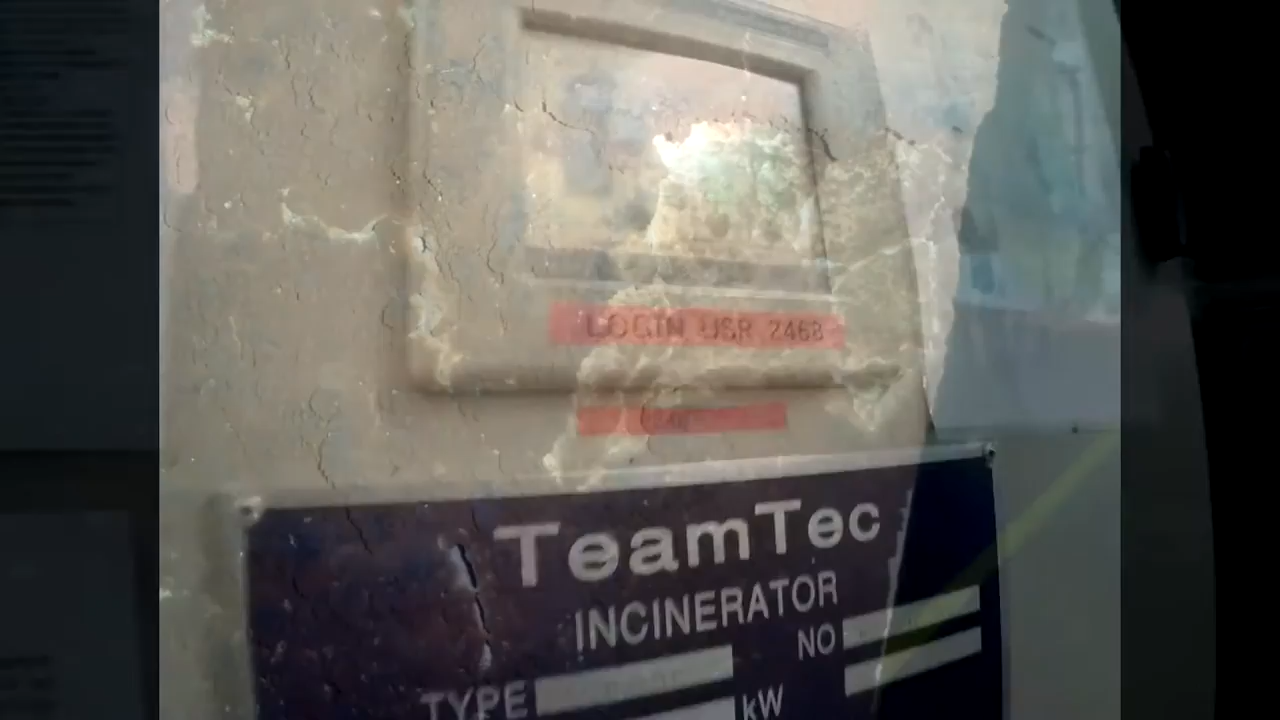 LOGIN USR 2468
TeamTec
INCINERATOR
NO
TYPE
kW